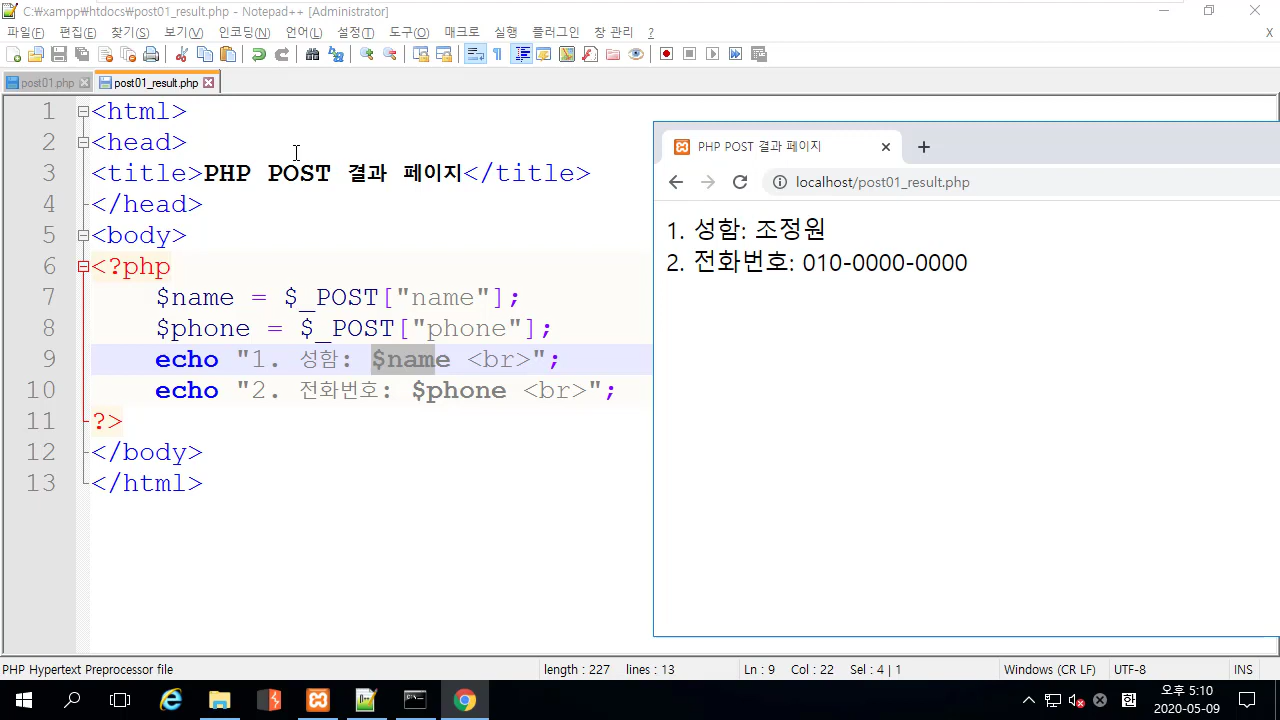 C:₩xampp₩htdocs₩post01_result.php - Notepad++ [Administrator]
파일(F) 편집(E) 찾기(S) 보기(V) 인코딩(N) 언어(L) 설정(T) 도구(O) 매크로 실행 플러그인 창 관리 ? X
post01.php post01_result.php
1 <html>
2 <head>
3 <title>PHP POST 결과 페이지</title>
4 </head>
5 <body>
6 <?php
7 $name = $_POST["name"];
8 $phone = $_POST["phone"];
9 echo "1. 성함: $name <br>";
10 echo "2. 전화번호: $phone <br>";
11 ?>
12 </body>
13 </html>
PHP POST 결과 페이지
localhost/post01_result.php
1. 성함: 조정원
2. 전화번호: 010-0000-0000
PHP Hypertext Preprocessor file length : 227 lines : 13 Ln : 9 Col : 22 Sel : 4 | 1 Windows (CR LF) UTF-8 INS
한 오후 5:10
2020-05-09